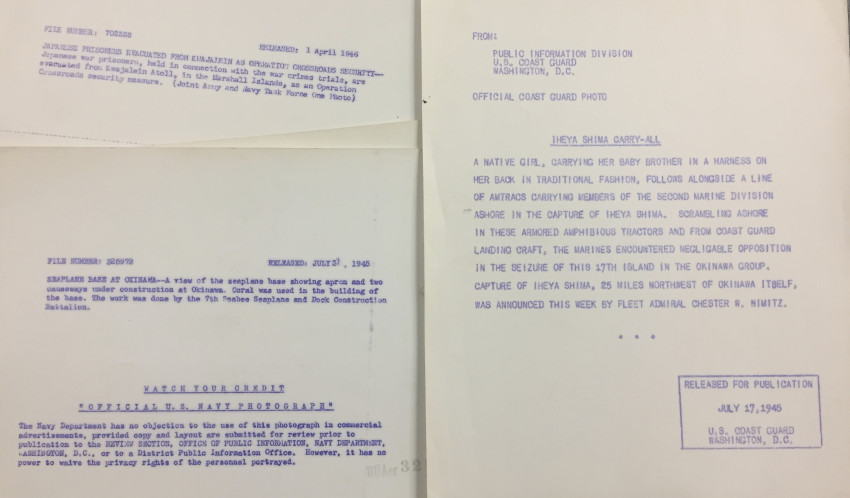 FILE NUMBER: 702558
RELEASED: 1 April 1946
JAPANESE PRISONERS EVACUATED FROM KWAJALEIN AS OPERATION CROSSROADS SECURITY--
Japanese war prisoners, held in connection with the war crimes trials, are
evacuated from Kwajalein Atoll, in the Marshall Islands, as an Operation
Crossroads security measure. (Joint Army and Navy Task Force One Photo)
FILE NUMBER: 326972
RELEASED: JULY 31, 1945
SEAPLANE BASE AT OKINAWA--A view of the seaplane base showing apron and two
causeways under construction at Okinawa. Coral was used in the building of
the base. The work was done by the 7th Seabee Seaplane and Dock Construction
Battalion.
WATCH YOUR CREDIT
"OFFICIAL U.S. NAVY PHOTOGRAPH"
The Navy Department has no objection to the use of this photograph in commercial
advertisements, provided copy and layout are submitted for review prior to
publication to the REVIEW SECTION, OFFICE OF PUBLIC INFORMATION, NAVY DEPARTMENT,
WASHINGTON, D.C., or to a District Public Information Office. However, it has no
power to waive the privacy rights of the personnel portrayed.
FROM:
PUBLIC INFORMATION DIVISION
U.S. COAST GUARD
WASHINGTON, D.C.
OFFICIAL COAST GUARD PHOTO
IHEYA SHIMA CARRY-ALL
A NATIVE GIRL, CARRYING HER BABY BROTHER IN A HARNESS ON
HER BACK IN TRADITIONAL FASHION, FOLLOWS ALONGSIDE A LINE
OF AMTRACS CARRYING MEMBERS OF THE SECOND MARINE DIVISION
ASHORE IN THE CAPTURE OF IHEYA SHIMA. SCRAMBLING ASHORE
IN THESE ARMORED AMPHIBIOUS TRACTORS AND FROM COAST GUARD
LANDING CRAFT, THE MARINES ENCOUNTERED NEGLIGABLE OPPOSITION
IN THE SEIZURE OF THIS 17TH ISLAND IN THE OKINAWA GROUP.
CAPTURE OF IHEYA SHIMA, 25 MILES NORTHWEST OF OKINAWA ITSELF,
WAS ANNOUNCED THIS WEEK BY FLEET ADMIRAL CHESTER W. NIMITZ.
* * *
RELEASED FOR PUBLICATION
JULY 17, 1945
U.S. COAST GUARD
WASHINGTON, D.C.